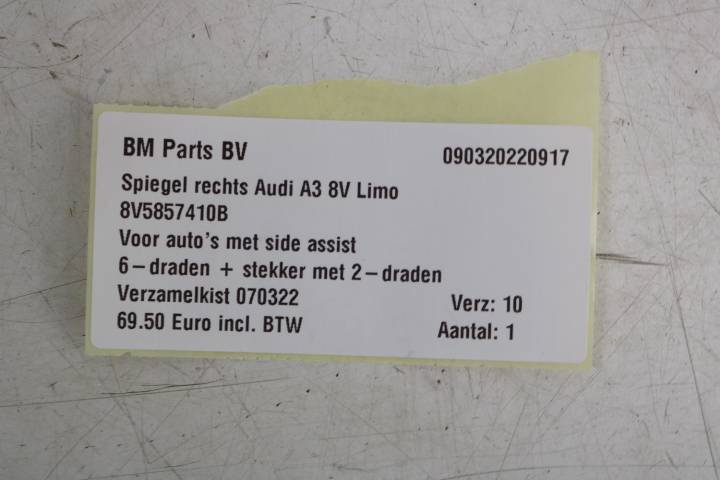 BM Parts BV 090320220917
Spiegel rechts Audi A3 8V Limo
8V5857410B
Voor auto's met side assist
6-draden + stekker met 2-draden
Verzamelkist 070322 Verz: 10
69.50 Euro incl. BTW Aantal: 1